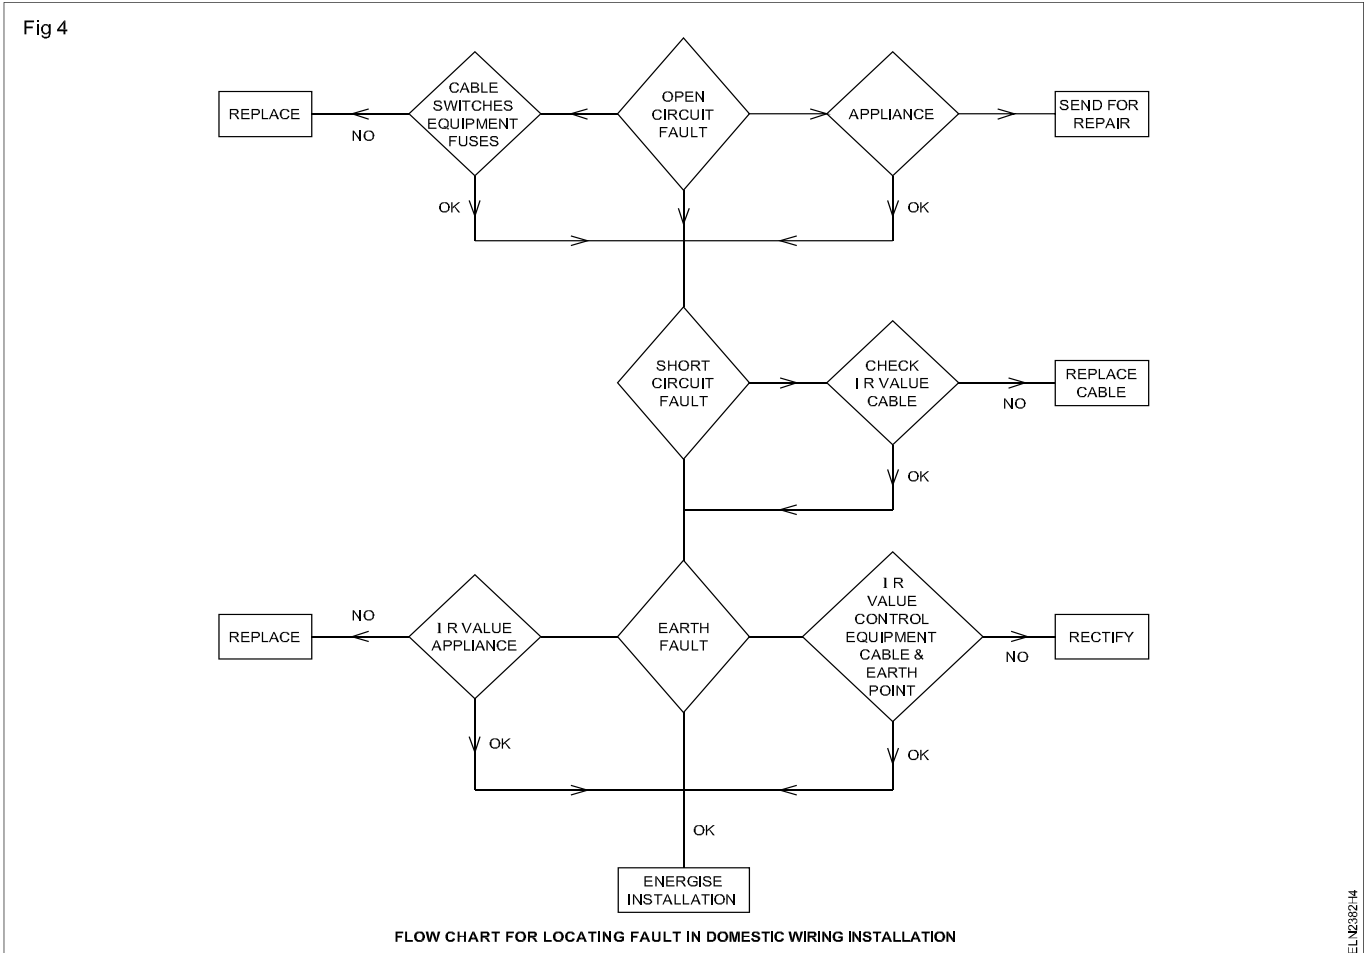 Fig 4
CABLE
SWITCHES
EQUIPMENT
FUSES
OPEN
CIRCUIT
FAULT
APPLIANCE
SEND FOR
REPAIR
REPLACE
NO
OK
OK
SHORT
CIRCUIT
FAULT
CHECK
I R VALUE
CABLE
REPLACE
CABLE
NO
OK
REPLACE
NO
I R VALUE
APPLIANCE
EARTH
FAULT
I R
VALUE
CONTROL
EQUIPMENT
CABLE &
EARTH
POINT
NO
RECTIFY
OK
OK
OK
ENERGISE
INSTALLATION
FLOW CHART FOR LOCATING FAULT IN DOMESTIC WIRING INSTALLATION
ELN2382H4